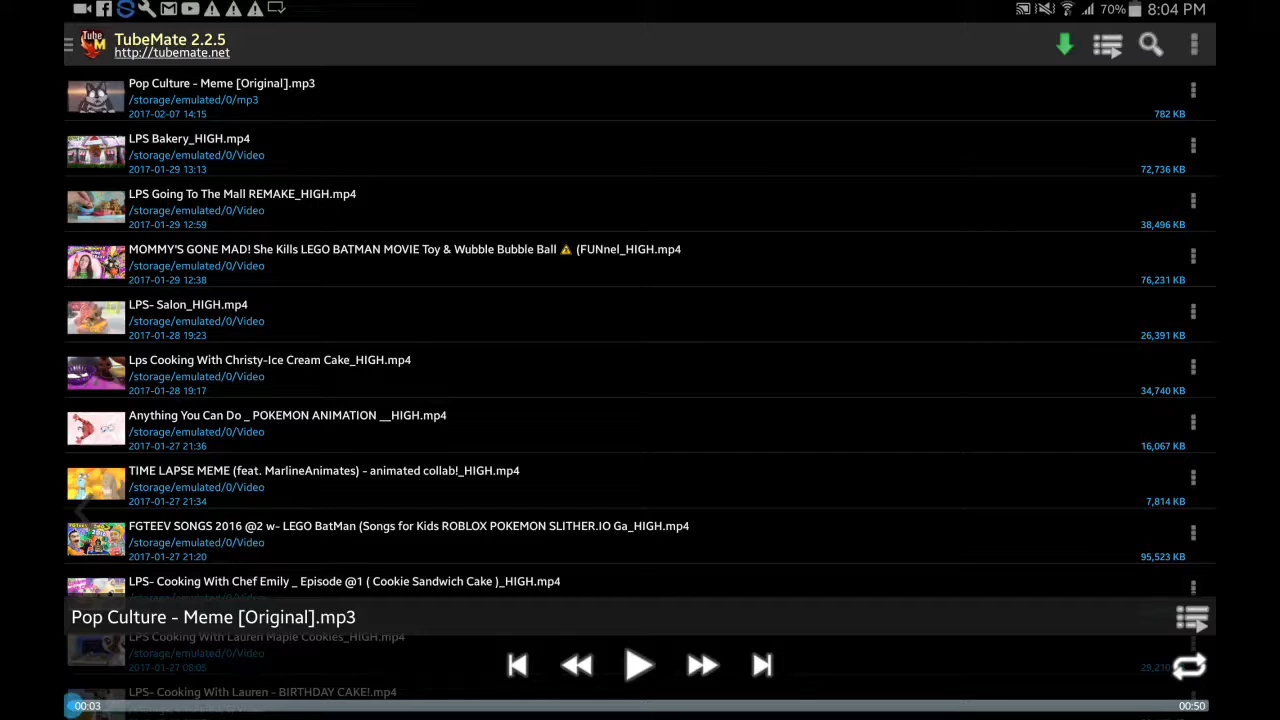 70% 8:04 PM
Tube
M
TubeMate 2.2.5
http://tubemate.net
Pop Culture - Meme [Original].mp3
/storage/emulated/0/mp3
2017-02-07 14:15
782 KB
LPS Bakery_HIGH.mp4
/storage/emulated/0/Video
2017-01-29 13:13
72,736 KB
LPS Going To The Mall REMAKE_HIGH.mp4
/storage/emulated/0/Video
2017-01-29 12:59
38,496 KB
MOMMY'S GONE MAD! She Kills LEGO BATMAN MOVIE Toy & Wubble Bubble Ball ⚠ (FUNnel_HIGH.mp4
/storage/emulated/0/Video
2017-01-29 12:38
76,231 KB
LPS- Salon_HIGH.mp4
/storage/emulated/0/Video
2017-01-28 19:23
26,391 KB
Lps Cooking With Christy-Ice Cream Cake_HIGH.mp4
/storage/emulated/0/Video
2017-01-28 19:17
34,740 KB
Anything You Can Do _ POKEMON ANIMATION __HIGH.mp4
/storage/emulated/0/Video
2017-01-27 21:36
16,067 KB
TIME LAPSE MEME (feat. MarlineAnimates) - animated collab!_HIGH.mp4
/storage/emulated/0/Video
2017-01-27 21:34
7,814 KB
FGTEEV SONGS 2016 @2 w- LEGO BatMan (Songs for Kids ROBLOX POKEMON SLITHER.IO Ga_HIGH.mp4
/storage/emulated/0/Video
2017-01-27 21:20
95,523 KB
LPS- Cooking With Chef Emily _ Episode @1 ( Cookie Sandwich Cake )_HIGH.mp4
Pop Culture - Meme [Original].mp3
LPS Cooking With Lauren Maple Cookies_HIGH.mp4
/storage/emulated/0/Video
2017-01-27 08:05
LPS- Cooking With Lauren - BIRTHDAY CAKE!.mp4
00:03
00:50